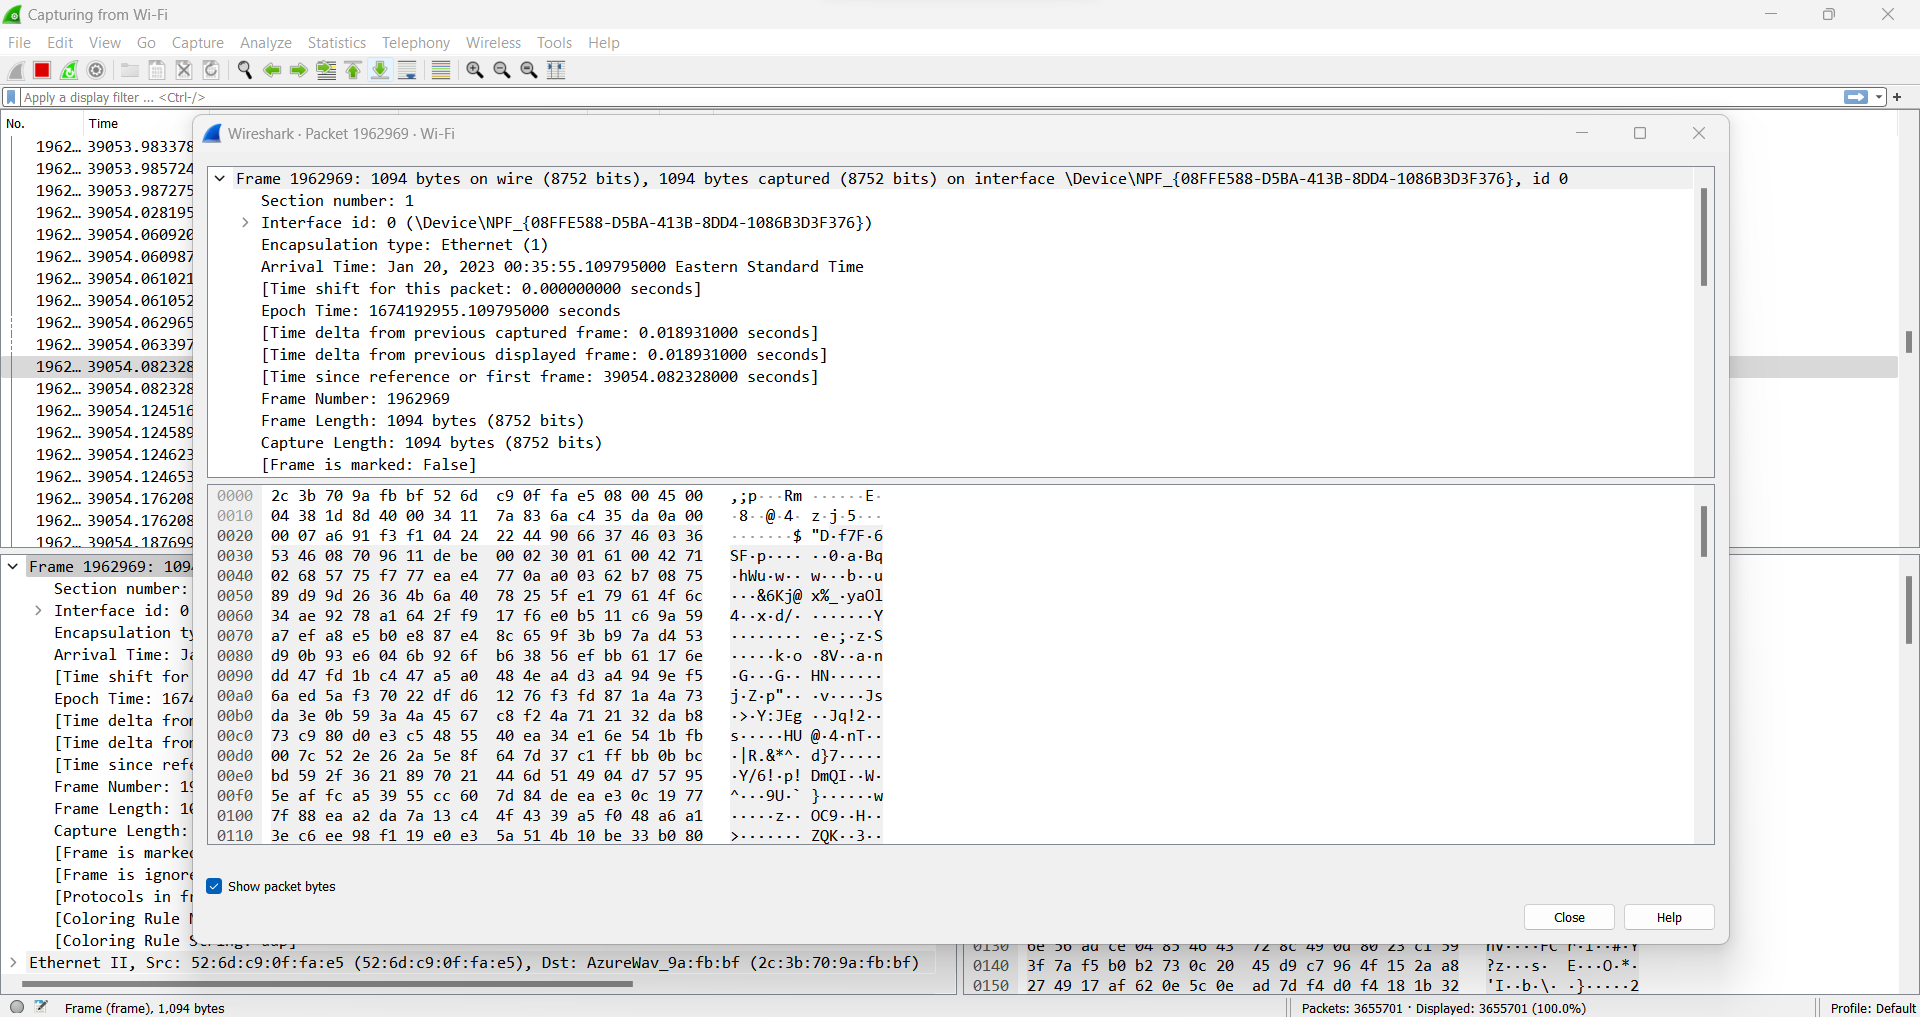 Capturing from Wi-Fi
File Edit View Go Capture Analyze Statistics Telephony Wireless Tools Help
Apply a display filter ... <Ctrl-/>
No. Time
1962... 39053.983378
1962... 39053.985724
1962... 39053.987275
1962... 39054.028195
1962... 39054.060920
1962... 39054.060987
1962... 39054.061021
1962... 39054.061052
1962... 39054.062965
1962... 39054.063397
1962... 39054.082328
1962... 39054.082328
1962... 39054.124516
1962... 39054.124589
1962... 39054.124623
1962... 39054.124653
1962... 39054.176208
1962... 39054.176208
1962... 39054.187699
Wireshark · Packet 1962969 · Wi-Fi
Frame 1962969: 1094 bytes on wire (8752 bits), 1094 bytes captured (8752 bits) on interface \Device\NPF_{08FFE588-D5BA-413B-8DD4-1086B3D3F376}, id 0
Section number: 1
Interface id: 0 (\Device\NPF_{08FFE588-D5BA-413B-8DD4-1086B3D3F376})
Encapsulation type: Ethernet (1)
Arrival Time: Jan 20, 2023 00:35:55.109795000 Eastern Standard Time
[Time shift for this packet: 0.000000000 seconds]
Epoch Time: 1674192955.109795000 seconds
[Time delta from previous captured frame: 0.018931000 seconds]
[Time delta from previous displayed frame: 0.018931000 seconds]
[Time since reference or first frame: 39054.082328000 seconds]
Frame Number: 1962969
Frame Length: 1094 bytes (8752 bits)
Capture Length: 1094 bytes (8752 bits)
[Frame is marked: False]
0000 2c 3b 70 9a fb bf 52 6d c9 0f fa e5 08 00 45 00 ,;p···Rm ······E·
0010 04 38 1d 8d 40 00 34 11 7a 83 6a c4 35 da 0a 00 ·8··@·4· z·j·5···
0020 00 07 a6 91 f3 f1 04 24 22 44 90 66 37 46 03 36 ·······$ "D·f7F·6
0030 53 46 08 70 96 11 de be 00 02 30 01 61 00 42 71 SF·p···· ··0·a·Bq
0040 02 68 57 75 f7 77 ea e4 77 0a a0 03 62 b7 08 75 ·hWu·w·· w···b··u
0050 89 d9 9d 26 36 4b 6a 40 78 25 5f e1 79 61 4f 6c ···&6Kj@ x%_·yaOl
0060 34 ae 92 78 a1 64 2f f9 17 f6 e0 b5 11 c6 9a 59 4··x·d/· ·······Y
0070 a7 ef a8 e5 b0 e8 87 e4 8c 65 9f 3b b9 7a d4 53 ········ ·e·;·z·S
0080 d9 0b 93 e6 04 6b 92 6f b6 38 56 ef bb 61 17 6e ·····k·o ·8V··a·n
0090 dd 47 fd 1b c4 47 a5 a0 48 4e a4 d3 a4 94 9e f5 ·G···G·· HN······
00a0 6a ed 5a f3 70 22 df d6 12 76 f3 fd 87 1a 4a 73 j·Z·p"·· ·v····Js
00b0 da 3e 0b 59 3a 4a 45 67 c8 f2 4a 71 21 32 da b8 ·>·Y:JEg ··Jq!2··
00c0 73 c9 80 d0 e3 c5 48 55 40 ea 34 e1 6e 54 1b fb s·····HU @·4·nT··
00d0 00 7c 52 2e 26 2a 5e 8f 64 7d 37 c1 ff bb 0b bc ·|R.&*^· d}7·····
00e0 bd 59 2f 36 21 89 70 21 44 6d 51 49 04 d7 57 95 ·Y/6!·p! DmQI··W·
00f0 5e af fc a5 39 55 cc 60 7d 84 de ea e3 0c 19 77 ^···9U·` }······w
0100 7f 88 ea a2 da 7a 13 c4 4f 43 39 a5 f0 48 a6 a1 ·····z·· OC9··H··
0110 3e c6 ee 98 f1 19 e0 e3 5a 51 4b 10 be 33 b0 80 >······· ZQK··3··
Show packet bytes
Close Help
Frame 1962969: 109
Section number:
Interface id: 0
Encapsulation ty
Arrival Time: Ja
[Time shift for
Epoch Time: 167
[Time delta fro
[Time delta fro
[Time since refe
Frame Number: 19
Frame Length: 10
Capture Length:
[Frame is marke
[Frame is ignor
[Protocols in fr
[Coloring Rule N
[Coloring Rule String: udp]
Ethernet II, Src: 52:6d:c9:0f:fa:e5 (52:6d:c9:0f:fa:e5), Dst: AzureWav_9a:fb:bf (2c:3b:70:9a:fb:bf)
0130 6e 56 ad ce 04 85 46 43 72 8c 49 0d 80 23 c1 59 nV····FC r·I··#·Y
0140 3f 7a f5 b0 b2 73 0c 20 45 d9 c7 96 4f 15 2a a8 ?z···s· E···O·*·
0150 27 49 17 af 62 0e 5c 0e ad 7d f4 d0 f4 18 1b 32 'I··b·\· ·}·····2
Frame (frame), 1,094 bytes
Packets: 3655701 · Displayed: 3655701 (100.0%)
Profile: Default